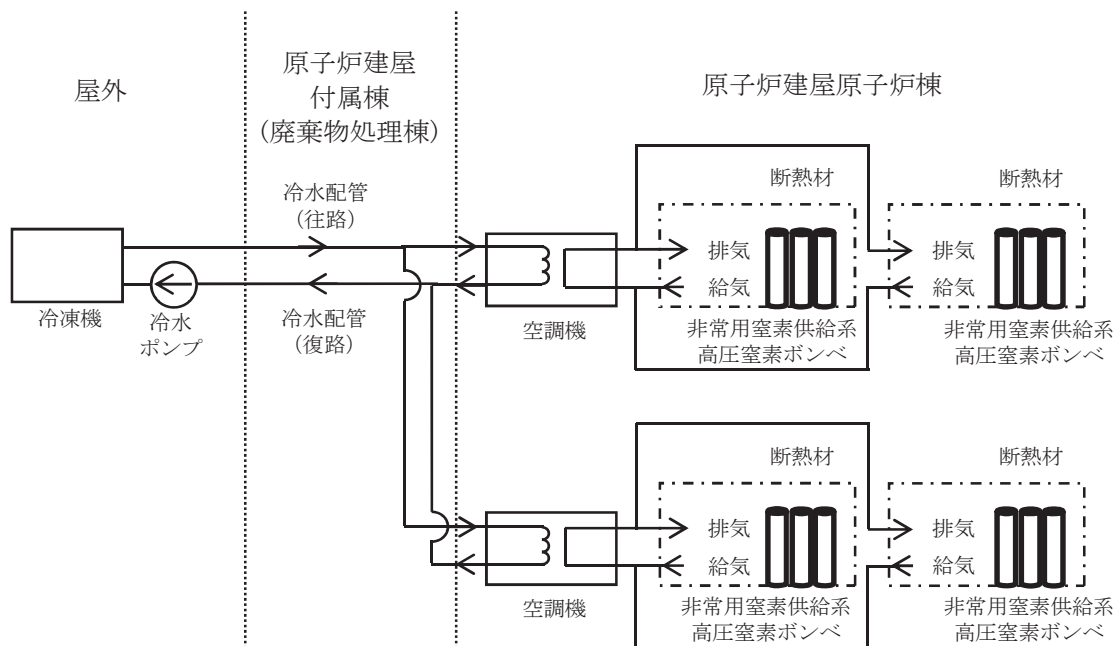 屋外
原子炉建屋
付属棟
(廃棄物処理棟)
原子炉建屋原子炉棟
冷水配管
(往路)
冷凍機
冷水
ポンプ
冷水配管
(復路)
空調機
断熱材
排気
給気
非常用窒素供給系
高圧窒素ボンベ
断熱材
排気
給気
非常用窒素供給系
高圧窒素ボンベ
空調機
断熱材
排気
給気
非常用窒素供給系
高圧窒素ボンベ
断熱材
排気
給気
非常用窒素供給系
高圧窒素ボンベ